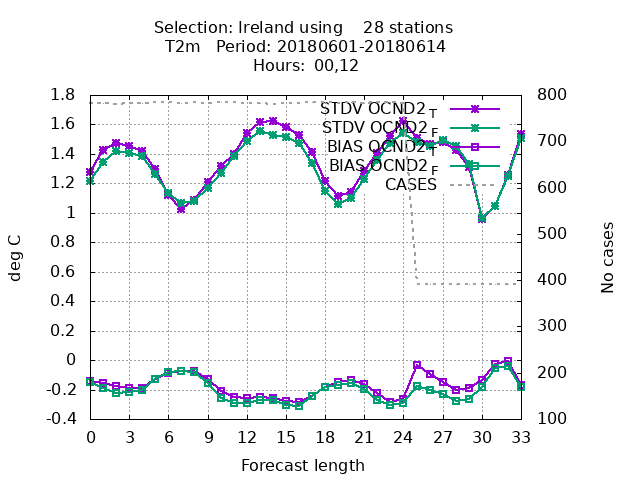 Selection: Ireland using    28 stations
T2m   Period: 20180601-20180614
Hours:  00,12
1.8
1.6
1.4
1.2
1
0.8
0.6
0.4
0.2
0
-0.2
-0.4
deg C
800
700
600
500
400
300
200
100
No cases
STDV OCND2_T
STDV OCND2_F
BIAS OCND2_T
BIAS OCND2_F
CASES
0 3 6 9 12 15 18 21 24 27 30 33
Forecast length